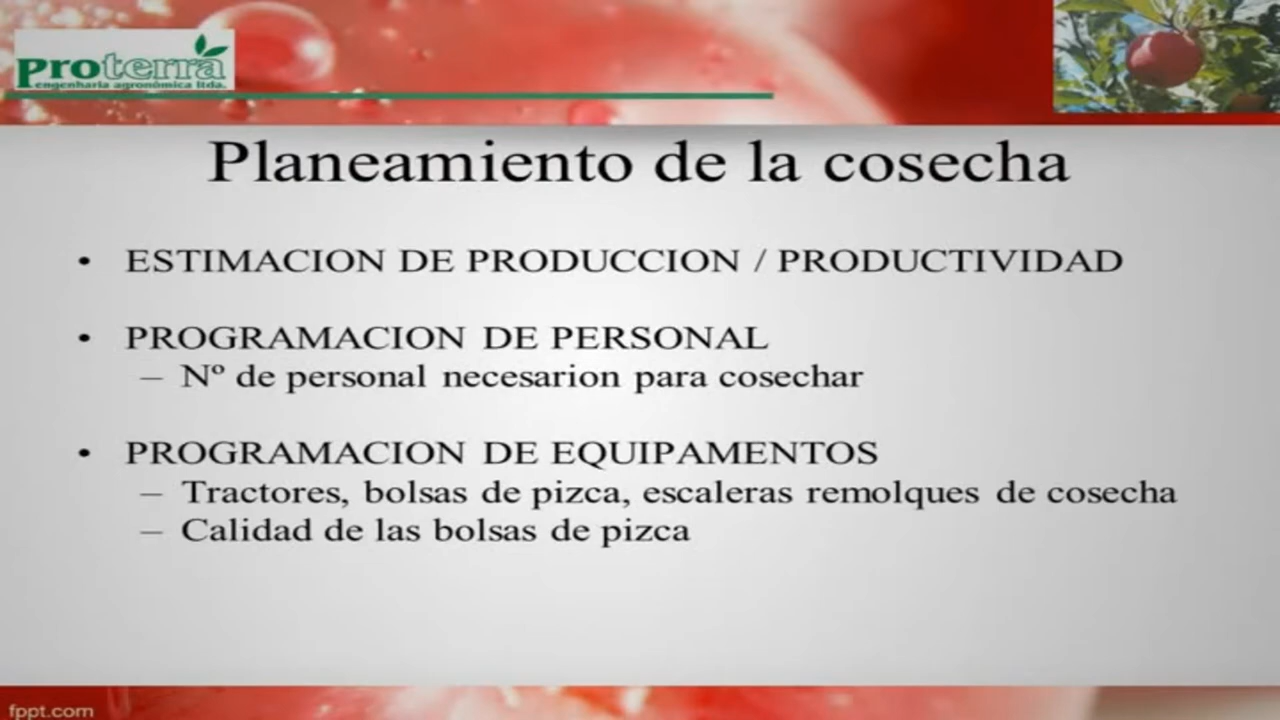 proterra
engenharia agronômica ltda.
Planeamiento de la cosecha
• ESTIMACION DE PRODUCCION / PRODUCTIVIDAD
• PROGRAMACION DE PERSONAL
– Nº de personal necesarion para cosechar
• PROGRAMACION DE EQUIPAMENTOS
– Tractores, bolsas de pizca, escaleras remolques de cosecha
– Calidad de las bolsas de pizca
fppt.com